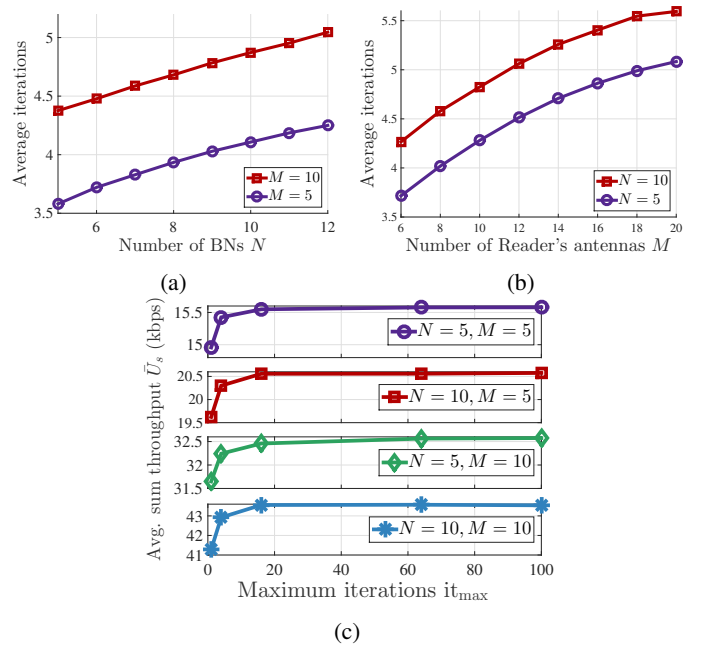 Average iterations
5
4.5
4
3.5
M = 10
M = 5
6
8
10
12
Number of BNs N
(a)
Average iterations
5.5
5
4.5
4
3.5
N = 10
N = 5
6
8
10
12
14
16
18
20
Number of Reader's antennas M
(b)
Avg. sum throughput Ūₛ (kbps)
15.5
15
N = 5, M = 5
20.5
20
19.5
N = 10, M = 5
32.5
32
31.5
N = 5, M = 10
43
42
41
N = 10, M = 10
0
20
40
60
80
100
Maximum iterations itₘₐₓ
(c)